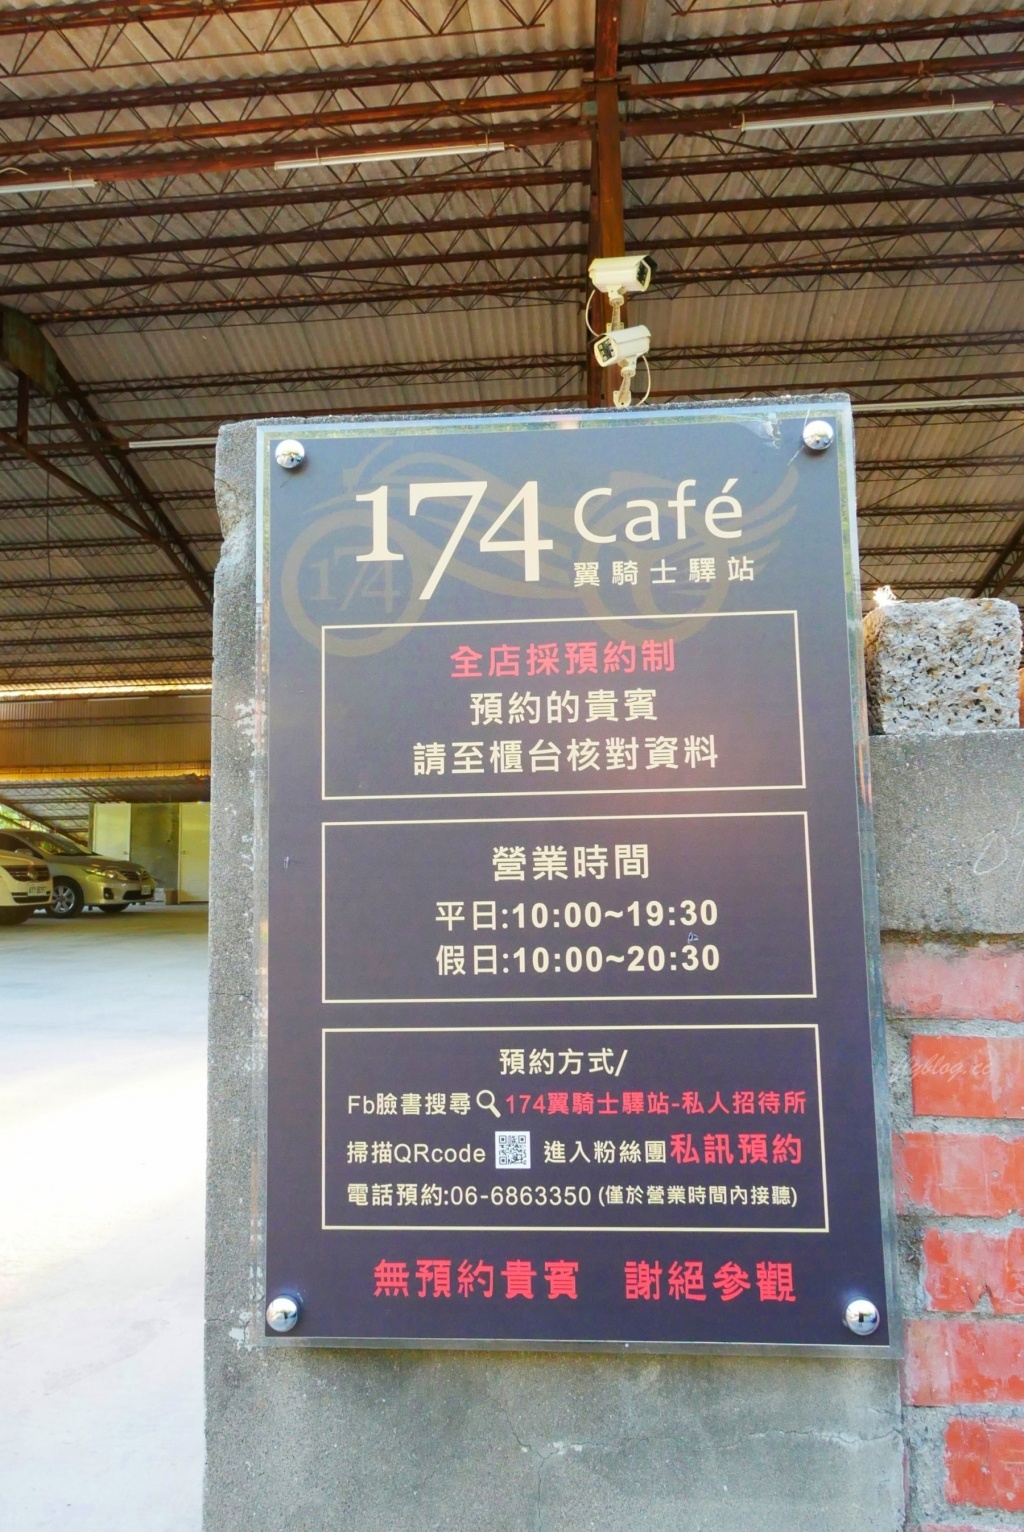 174 Café
翼騎士驛站
174
全店採預約制
預約的貴賓
請至櫃台核對資料
營業時間
平日:10:00~19:30
假日:10:00~20:30
預約方式/
Fb臉書搜尋 174翼騎士驛站-私人招待所
掃描QRcode 進入粉絲團私訊預約
電話預約:06-6863350 (僅於營業時間內接聽)
無預約貴賓 謝絕參觀